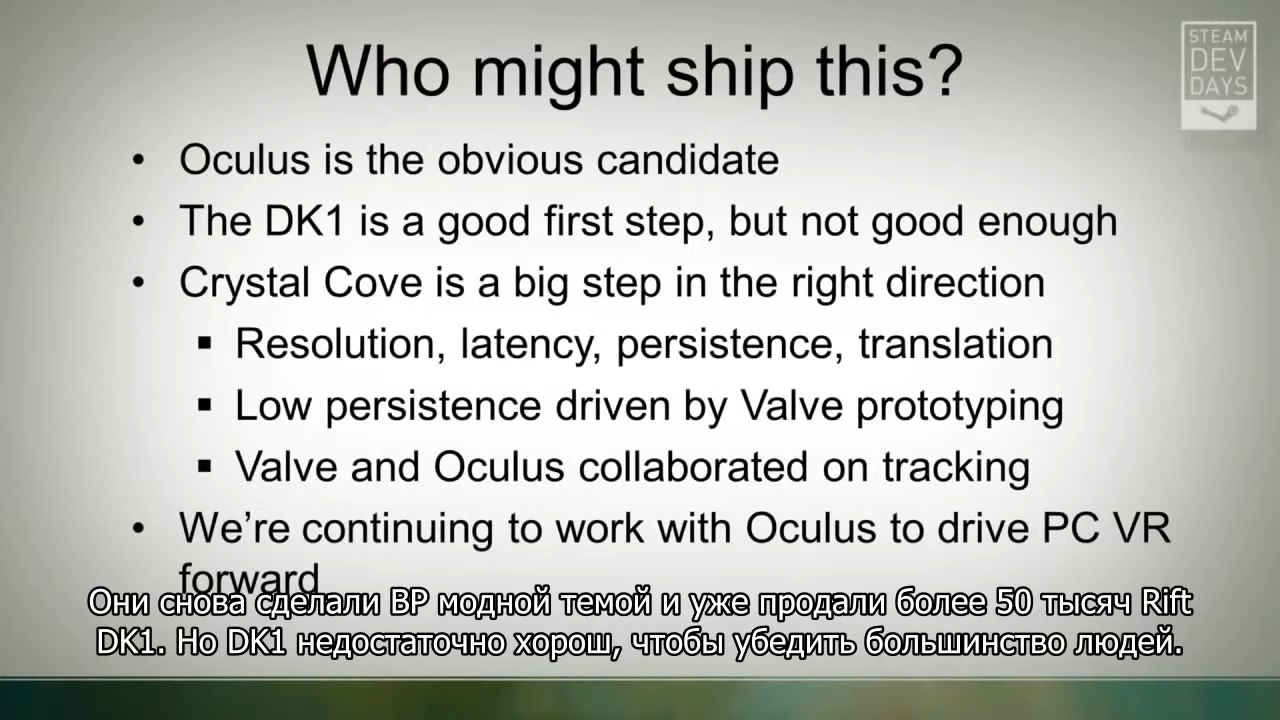 Who might ship this?
STEAM
DEV
DAYS
• Oculus is the obvious candidate
• The DK1 is a good first step, but not good enough
• Crystal Cove is a big step in the right direction
▪ Resolution, latency, persistence, translation
▪ Low persistence driven by Valve prototyping
▪ Valve and Oculus collaborated on tracking
• We’re continuing to work with Oculus to drive PC VR
forward
Они снова сделали ВР модной темой и уже продали более 50 тысяч Rift
DK1. Но DK1 недостаточно хорош, чтобы убедить большинство людей.